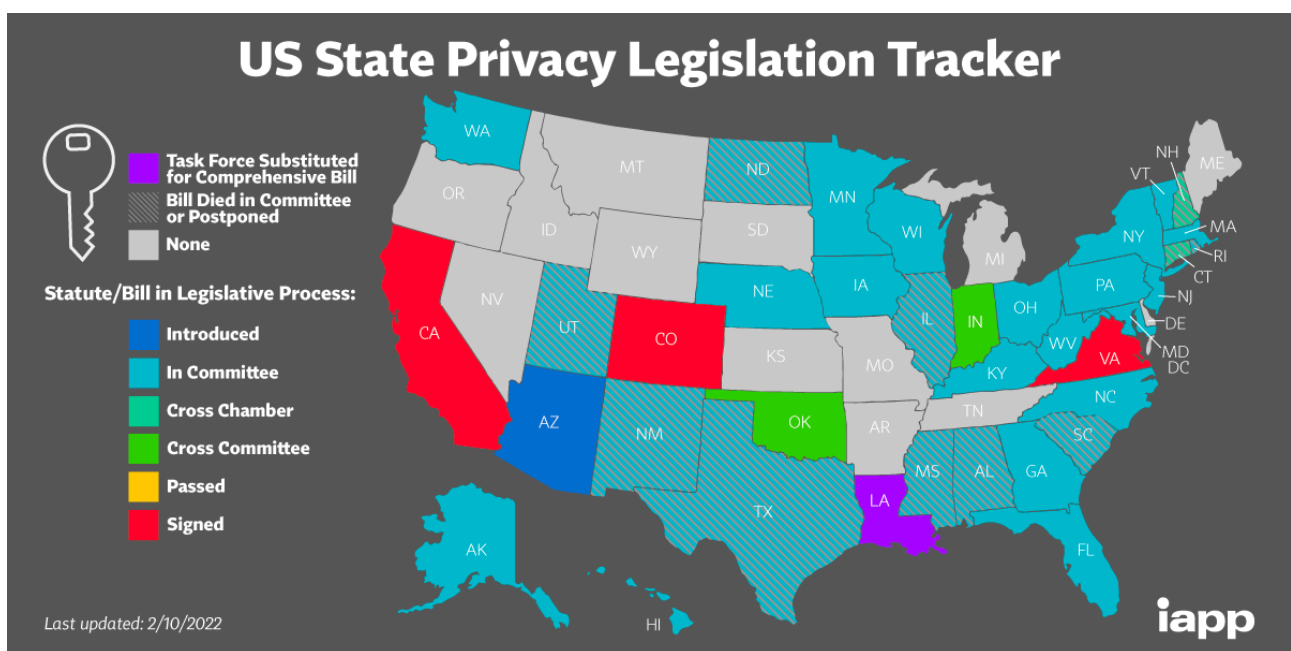 US State Privacy Legislation Tracker
Task Force Substituted
for Comprehensive Bill
Bill Died in Committee
or Postponed
None
Statute/Bill in Legislative Process:
Introduced
In Committee
Cross Chamber
Cross Committee
Passed
Signed
Last updated: 2/10/2022
WA
MT
ND
MN
OR
ID
WY
SD
WI
MI
NH
ME
VT
NY
MA
RI
CT
NV
UT
CO
NE
IA
IL
IN
OH
PA
NJ
DE
MD
DC
WV
VA
CA
KS
MO
KY
NC
TN
AZ
NM
OK
AR
SC
MS
AL
GA
TX
LA
FL
AK
HI
iapp